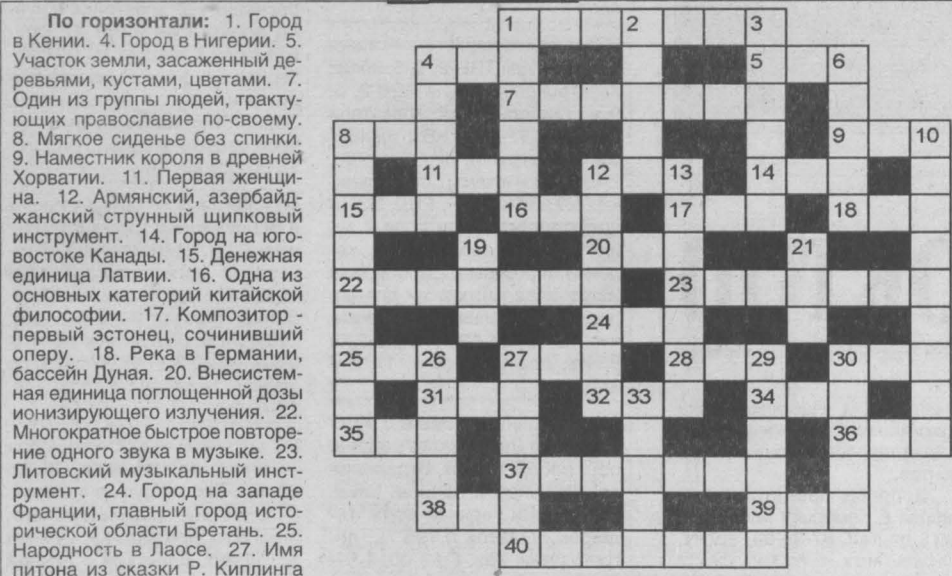 По горизонтали: 1. Город
в Кении. 4. Город в Нигерии. 5.
Участок земли, засаженный де-
ревьями, кустами, цветами. 7.
Один из группы людей, тракту-
ющих православие по-своему.
8. Мягкое сиденье без спинки.
9. Наместник короля в древней
Хорватии. 11. Первая женщи-
на. 12. Армянский, азербайд-
жанский струнный щипковый
инструмент. 14. Город на юго-
востоке Канады. 15. Денежная
единица Латвии. 16. Одна из
основных категорий китайской
философии. 17. Композитор -
первый эстонец, сочинивший
оперу. 18. Река в Германии,
бассейн Дуная. 20. Внесистем-
ная единица поглощенной дозы
ионизирующего излучения. 22.
Многократное быстрое повторе-
ние одного звука в музыке. 23.
Литовский музыкальный инст-
румент. 24. Город на западе
Франции, главный город исто-
рической области Бретань. 25.
Народность в Лаосе. 27. Имя
питона из сказки Р. Киплинга
1 2 3
4 5 6
7
8 9 10
11 12 13 14
15 16 17 18
19 20 21
22 23
24
25 26 27 28 29 30
31 32 33 34
35 36
37
38 39
40